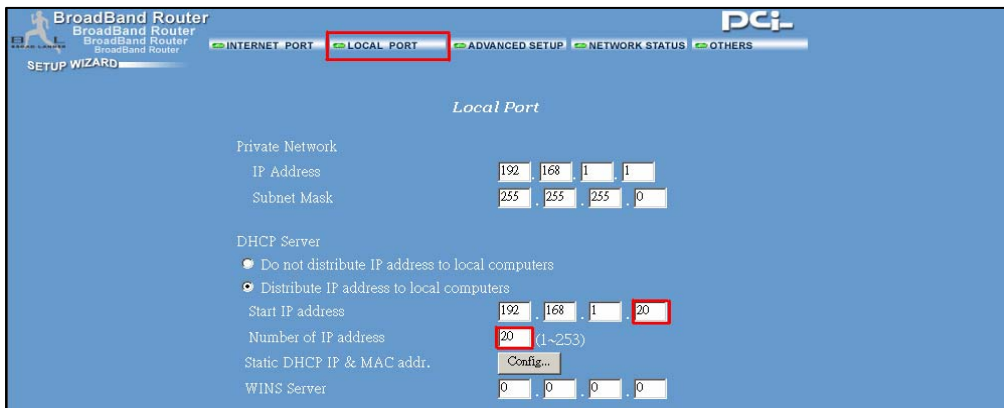 BroadBand Router
BroadBand Router
BroadBand Router
BroadBand Router
PCi
INTERNET PORT LOCAL PORT ADVANCED SETUP NETWORK STATUS OTHERS
SETUP WIZARD
Local Port
Private Network
IP Address 192 . 168 . 1 . 1
Subnet Mask 255 . 255 . 255 . 0
DHCP Server
Do not distribute IP address to local computers
Distribute IP address to local computers
Start IP address 192 . 168 . 1 . 20
Number of IP address 20 (1~253)
Static DHCP IP & MAC addr. Config...
WINS Server 0 . 0 . 0 . 0